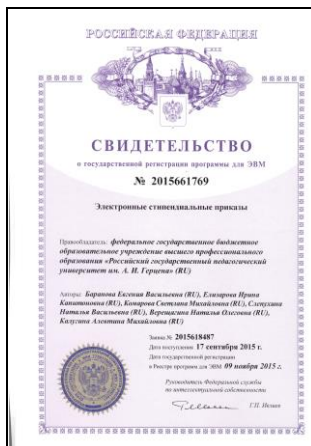 РОССИЙСКАЯ ФЕДЕРАЦИЯ
СВИДЕТЕЛЬСТВО
о государственной регистрации программы для ЭВМ
№ 2015661769
Электронные стипендиальные приказы
Правообладатель: федеральное государственное бюджетное
образовательное учреждение высшего профессионального
образования «Российский государственный педагогический
университет им. А. И. Герцена» (RU)
Авторы: Баранова Евгения Васильевна (RU), Елизарова Ирина
Капитоновна (RU), Комарова Светлана Михайловна (RU), Слепухина
Наталья Васильевна (RU), Верещагина Наталья Олеговна (RU),
Калугина Алевтина Михайловна (RU)
Заявка № 2015618487
Дата поступления 17 сентября 2015 г.
Дата государственной регистрации
в Реестре программ для ЭВМ 09 ноября 2015 г.
Руководитель Федеральной службы
по интеллектуальной собственности
Г.П. Ивлиев